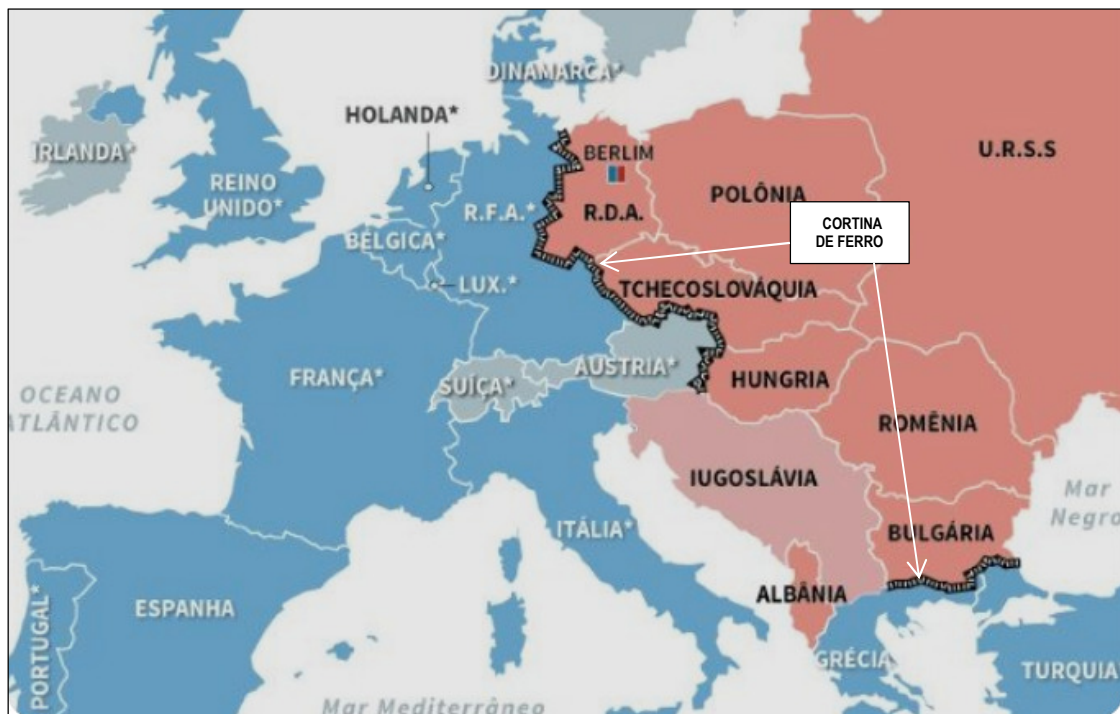 DINAMARCA*
HOLANDA*
IRLANDA*
U.R.S.S
BERLIM
REINO
UNIDO*
POLÔNIA
R.F.A.*
R.D.A.
CORTINA
DE FERRO
BÉLGICA*
LUX.*
TCHECOSLOVÁQUIA
FRANÇA*
SUÍÇA*
ÁUSTRIA*
HUNGRIA
OCEANO
ATLÂNTICO
ROMÊNIA
IUGOSLÁVIA
Mar
Negro
ITÁLIA*
BULGÁRIA
ALBÂNIA
ESPANHA
PORTUGAL*
GRÉCIA
TURQUIA
Mar Mediterrâneo